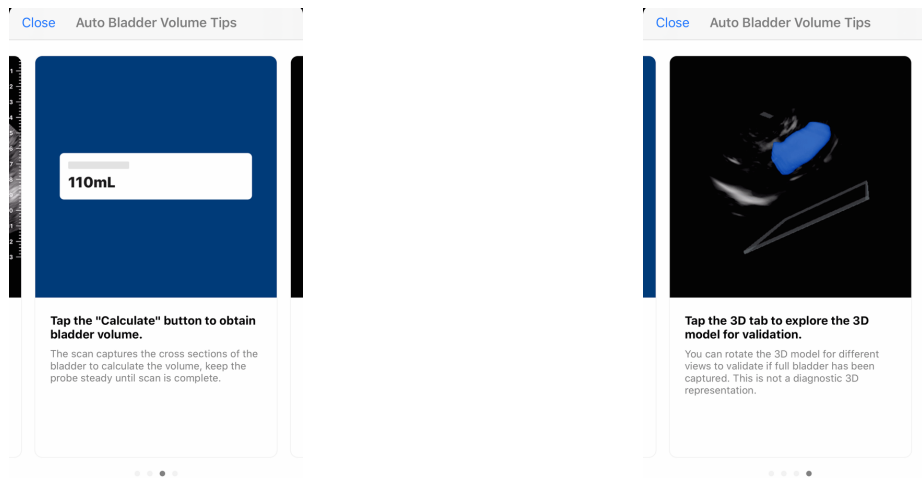 Close Auto Bladder Volume Tips
110mL
Tap the "Calculate" button to obtain
bladder volume.
The scan captures the cross sections of the
bladder to calculate the volume, keep the
probe steady until scan is complete.
Close Auto Bladder Volume Tips
Tap the 3D tab to explore the 3D
model for validation.
You can rotate the 3D model for different
views to validate if full bladder has been
captured. This is not a diagnostic 3D
representation.